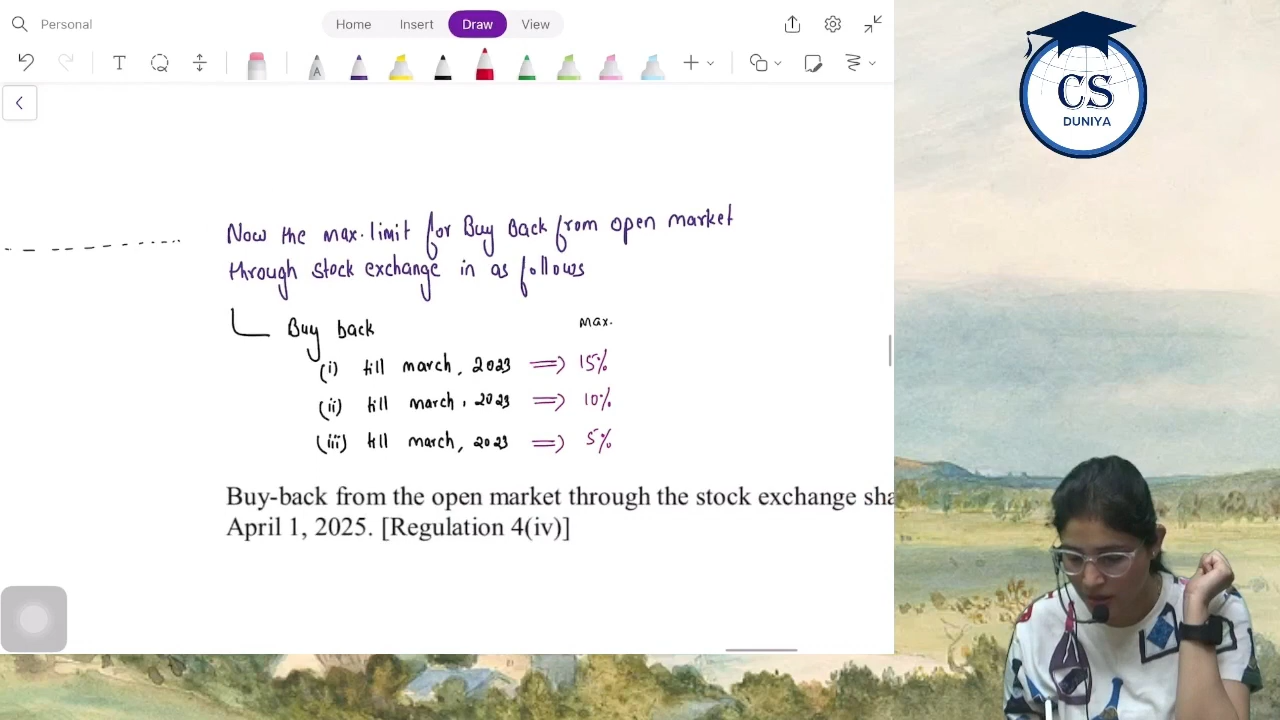 Personal
Home Insert Draw View
T A
CS
DUNIYA
Now the max. limit for Buy Back from open market
through stock exchange in as follows
Buy back max.
(i) till march, 2023 ⇒ 15%
(ii) till march, 2023 ⇒ 10%
(iii) till march, 2023 ⇒ 5%
Buy-back from the open market through the stock exchange sha
April 1, 2025. [Regulation 4(iv)]